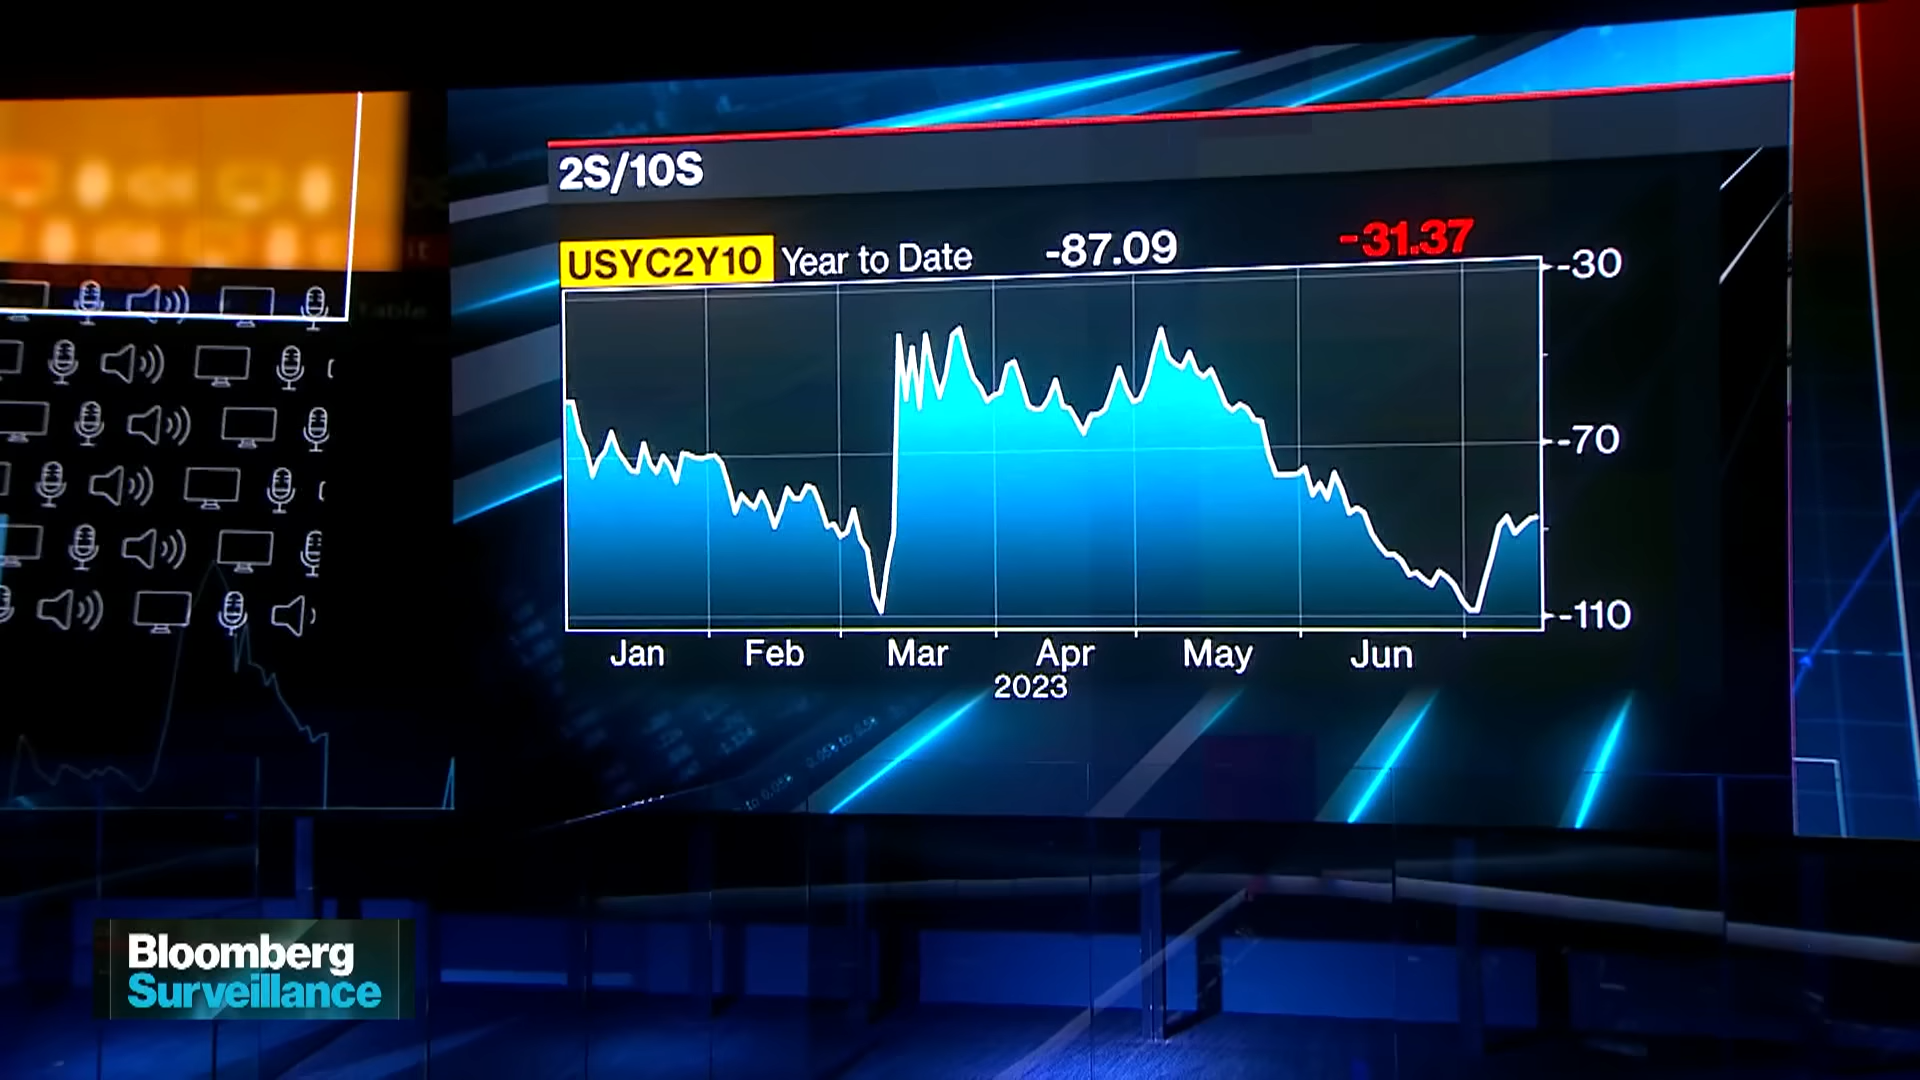 2S/10S
USYC2Y10 Year to Date -87.09 -31.37
-30
-70
-110
Jan Feb Mar Apr May Jun
2023
Bloomberg
Surveillance